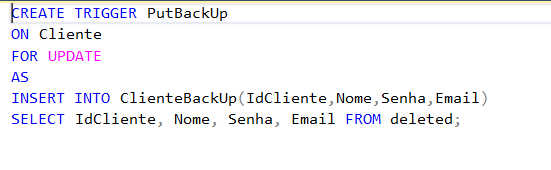 CREATE TRIGGER PutBackUp
ON Cliente
FOR UPDATE
AS
INSERT INTO ClienteBackUp(IdCliente,Nome,Senha,Email)
SELECT IdCliente, Nome, Senha, Email FROM deleted;